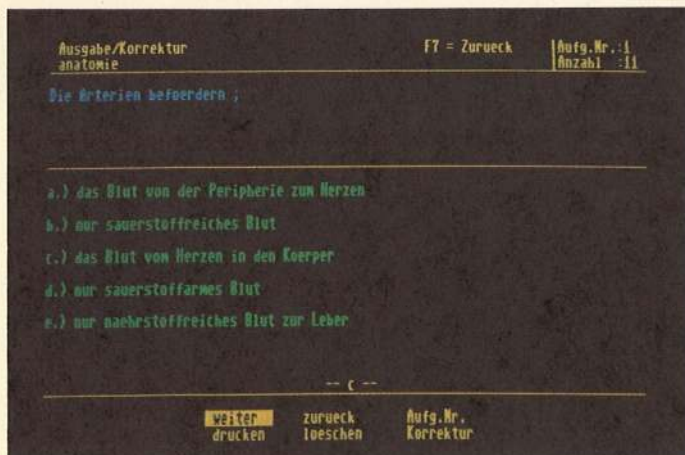 Ausgabe/Korrektur F7 = Zurueck Aufg.Nr.:1
anatomie Anzahl :11
Die Arterien befoerdern ;
a.) das Blut von der Peripherie zum Herzen
b.) nur sauerstoffreiches Blut
c.) das Blut vom Herzen in den Koerper
d.) nur sauerstoffarmes Blut
e.) nur naehrstoffreiches Blut zur Leber
-- c --
weiter zurueck Aufg.Nr.
drucken loeschen Korrektur